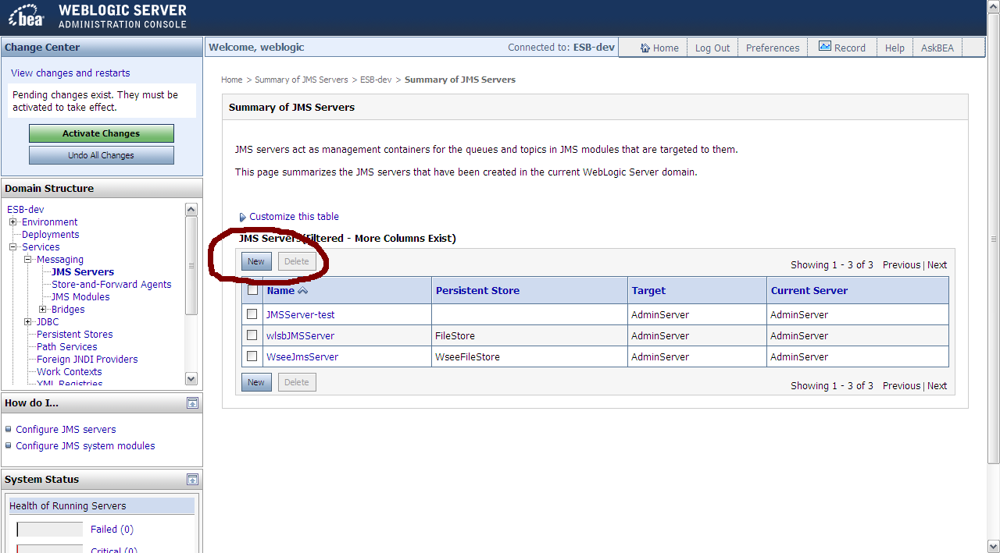 bea
WEBLOGIC SERVER
ADMINISTRATION CONSOLE
Change Center
View changes and restarts
Pending changes exist. They must be
activated to take effect.
Activate Changes
Undo All Changes
Domain Structure
ESB-dev
Environment
Deployments
Services
Messaging
JMS Servers
Store-and-Forward Agents
JMS Modules
Bridges
JDBC
Persistent Stores
Path Services
Foreign JNDI Providers
Work Contexts
XML Registries
How do I...
Configure JMS servers
Configure JMS system modules
System Status
Health of Running Servers
Failed (0)
Critical (0)
Welcome, weblogic
Connected to: ESB-dev
Home
Log Out
Preferences
Record
Help
AskBEA
Home > Summary of JMS Servers > ESB-dev > Summary of JMS Servers
Summary of JMS Servers
JMS servers act as management containers for the queues and topics in JMS modules that are targeted to them.
This page summarizes the JMS servers that have been created in the current WebLogic Server domain.
Customize this table
JMS Servers(Filtered - More Columns Exist)
New Delete Showing 1 - 3 of 3 Previous | Next
Name Persistent Store Target Current Server
JMSServer-test AdminServer AdminServer
wlsbJMSServer FileStore AdminServer AdminServer
WseeJmsServer WseeFileStore AdminServer AdminServer
New Delete Showing 1 - 3 of 3 Previous | Next